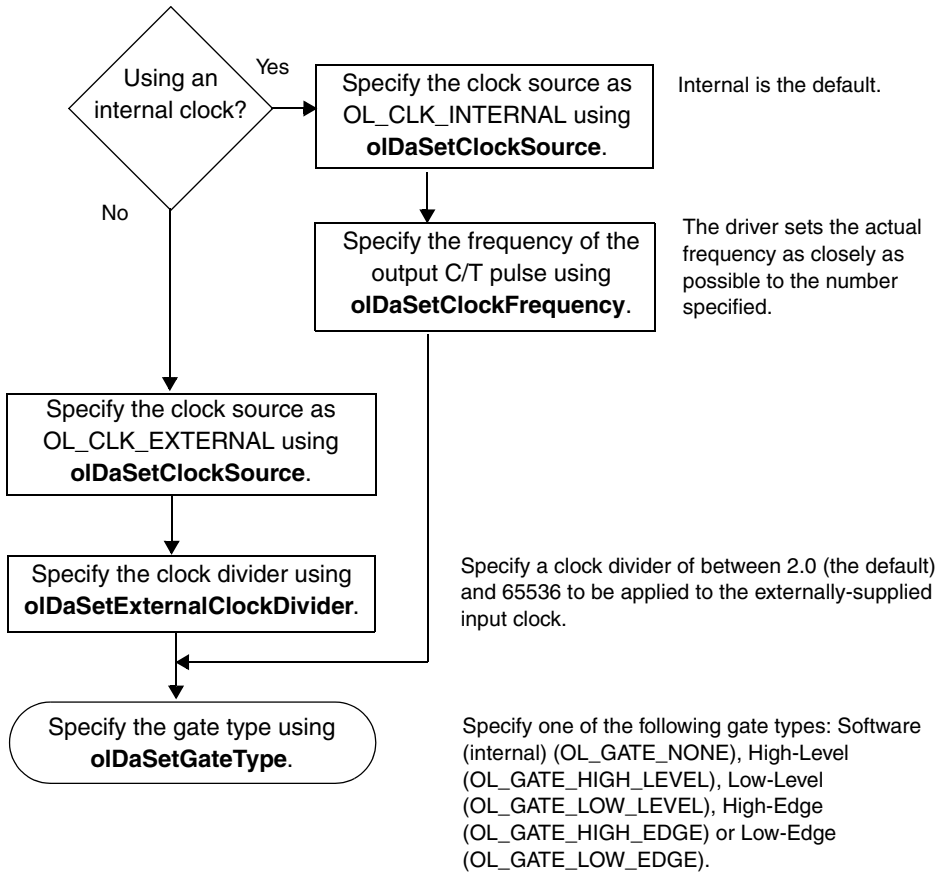 Using an
internal clock?
Yes
No
Specify the clock source as
OL_CLK_INTERNAL using
olDaSetClockSource.
Internal is the default.
Specify the frequency of the
output C/T pulse using
olDaSetClockFrequency.
The driver sets the actual
frequency as closely as
possible to the number
specified.
Specify the clock source as
OL_CLK_EXTERNAL using
olDaSetClockSource.
Specify the clock divider using
olDaSetExternalClockDivider.
Specify a clock divider of between 2.0 (the default)
and 65536 to be applied to the externally-supplied
input clock.
Specify the gate type using
olDaSetGateType.
Specify one of the following gate types: Software
(internal) (OL_GATE_NONE), High-Level
(OL_GATE_HIGH_LEVEL), Low-Level
(OL_GATE_LOW_LEVEL), High-Edge
(OL_GATE_HIGH_EDGE) or Low-Edge
(OL_GATE_LOW_EDGE).